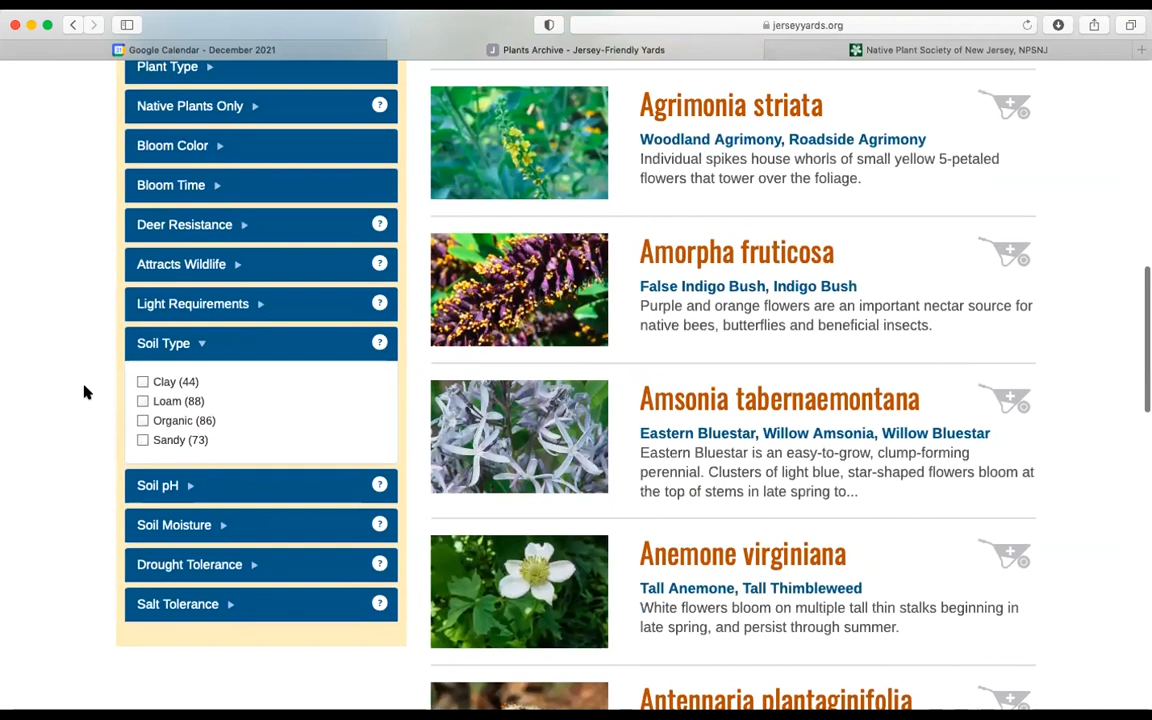 jerseyyards.org
Google Calendar - December 2021
J Plants Archive - Jersey-Friendly Yards
Native Plant Society of New Jersey, NPSNJ
Plant Type
Native Plants Only ?
Bloom Color
Bloom Time
Deer Resistance ?
Attracts Wildlife ?
Light Requirements ?
Soil Type ?
Clay (44)
Loam (88)
Organic (86)
Sandy (73)
Soil pH ?
Soil Moisture ?
Drought Tolerance ?
Salt Tolerance ?
Agrimonia striata
Woodland Agrimony, Roadside Agrimony
Individual spikes house whorls of small yellow 5-petaled
flowers that tower over the foliage.
Amorpha fruticosa
False Indigo Bush, Indigo Bush
Purple and orange flowers are an important nectar source for
native bees, butterflies and beneficial insects.
Amsonia tabernaemontana
Eastern Bluestar, Willow Amsonia, Willow Bluestar
Eastern Bluestar is an easy-to-grow, clump-forming
perennial. Clusters of light blue, star-shaped flowers bloom at
the top of stems in late spring to...
Anemone virginiana
Tall Anemone, Tall Thimbleweed
White flowers bloom on multiple tall thin stalks beginning in
late spring, and persist through summer.
Antennaria plantaginifolia